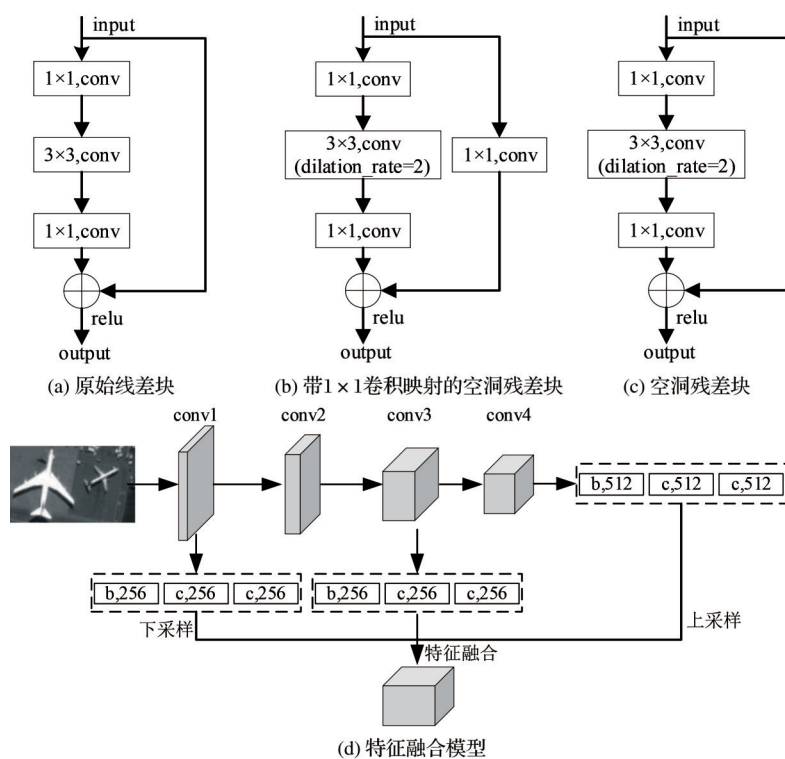 input
1×1,conv
3×3,conv
1×1,conv
relu
output
(a) 原始线差块
input
1×1,conv
3×3,conv
(dilation_rate=2)
1×1,conv
1×1,conv
relu
output
(b) 带1×1卷积映射的空洞残差块
input
1×1,conv
3×3,conv
(dilation_rate=2)
1×1,conv
relu
output
(c) 空洞残差块
conv1
conv2
conv3
conv4
b,512
c,512
c,512
b,256
c,256
c,256
b,256
c,256
c,256
下采样
特征融合
上采样
(d) 特征融合模型